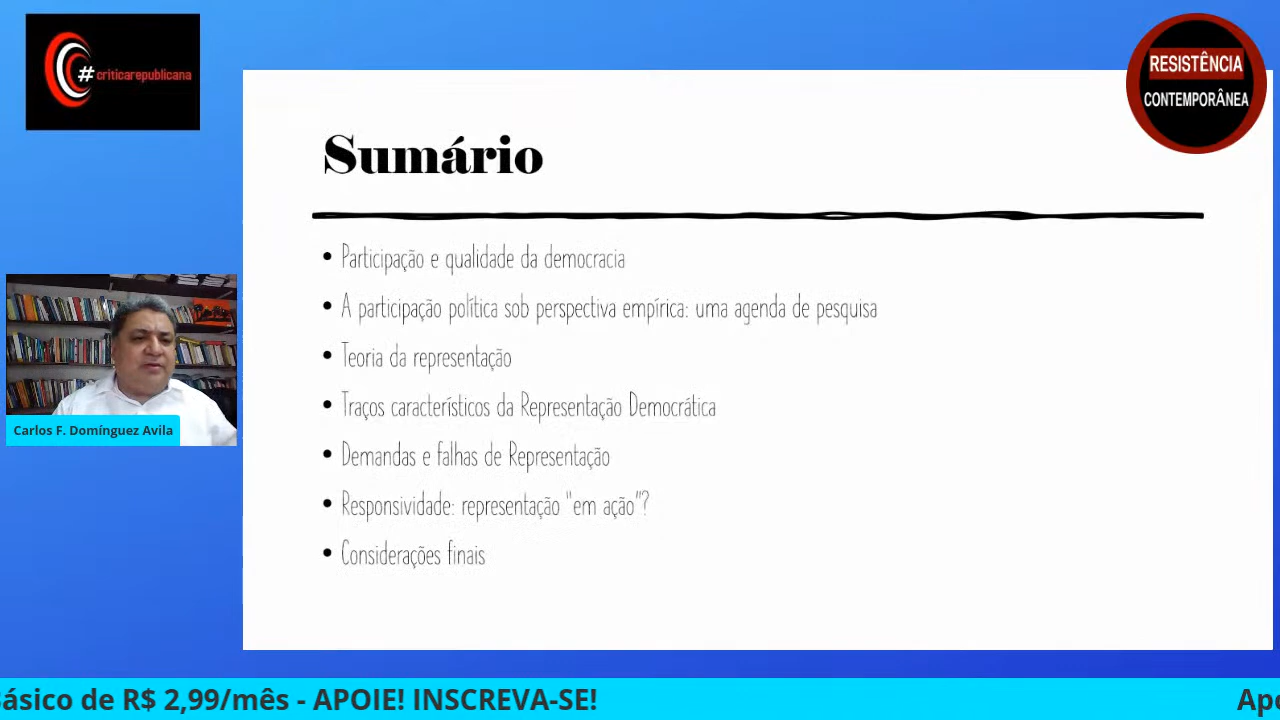 #criticarepublicana
RESISTÊNCIA
CONTEMPORÂNEA
Sumário
• Participação e qualidade da democracia
• A participação política sob perspectiva empírica: uma agenda de pesquisa
• Teoria da representação
• Traços característicos da Representação Democrática
• Demandas e falhas de Representação
• Responsividade: representação "em ação"?
• Considerações finais
Carlos F. Domínguez Avila
ásico de R$ 2,99/mês - APOIE! INSCREVA-SE! Apo